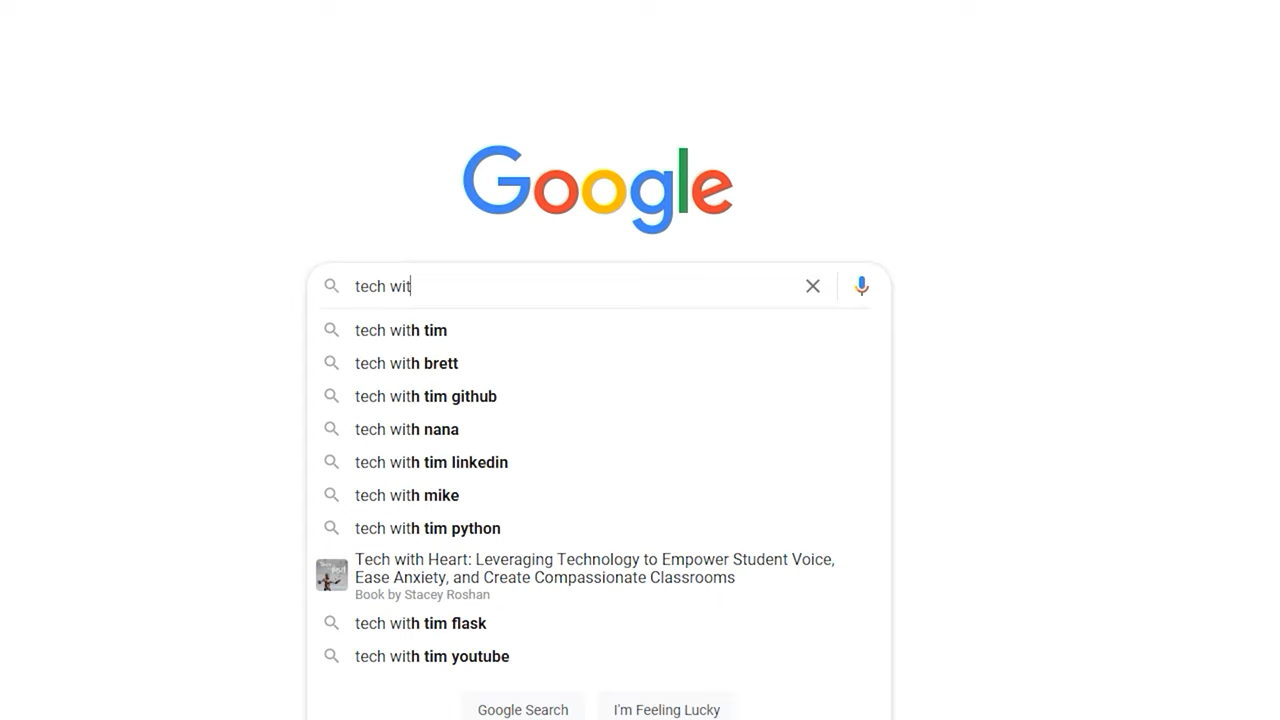 Google
tech wit
tech with tim
tech with brett
tech with tim github
tech with nana
tech with tim linkedin
tech with mike
tech with tim python
Tech with Heart: Leveraging Technology to Empower Student Voice,
Ease Anxiety, and Create Compassionate Classrooms
Book by Stacey Roshan
tech with tim flask
tech with tim youtube
Google Search I'm Feeling Lucky